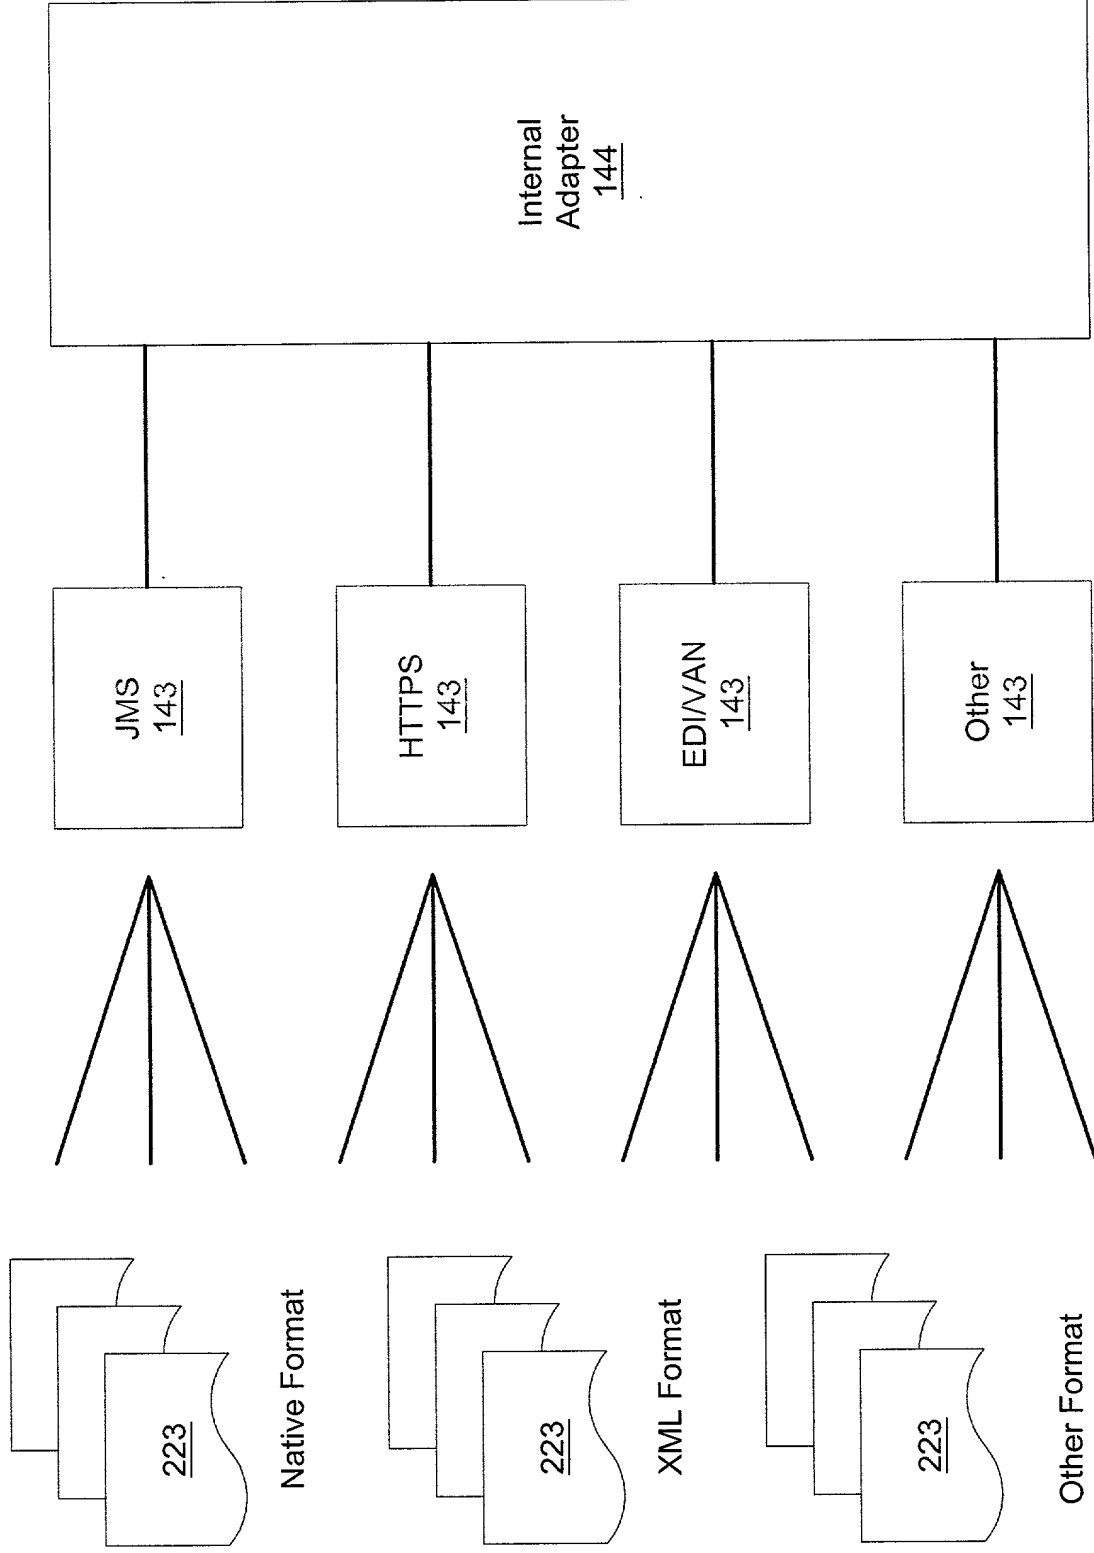 223
Native Format
223
XML Format
223
Other Format
JMS
143
HTTPS
143
EDI/VAN
143
Other
143
Internal
Adapter
144